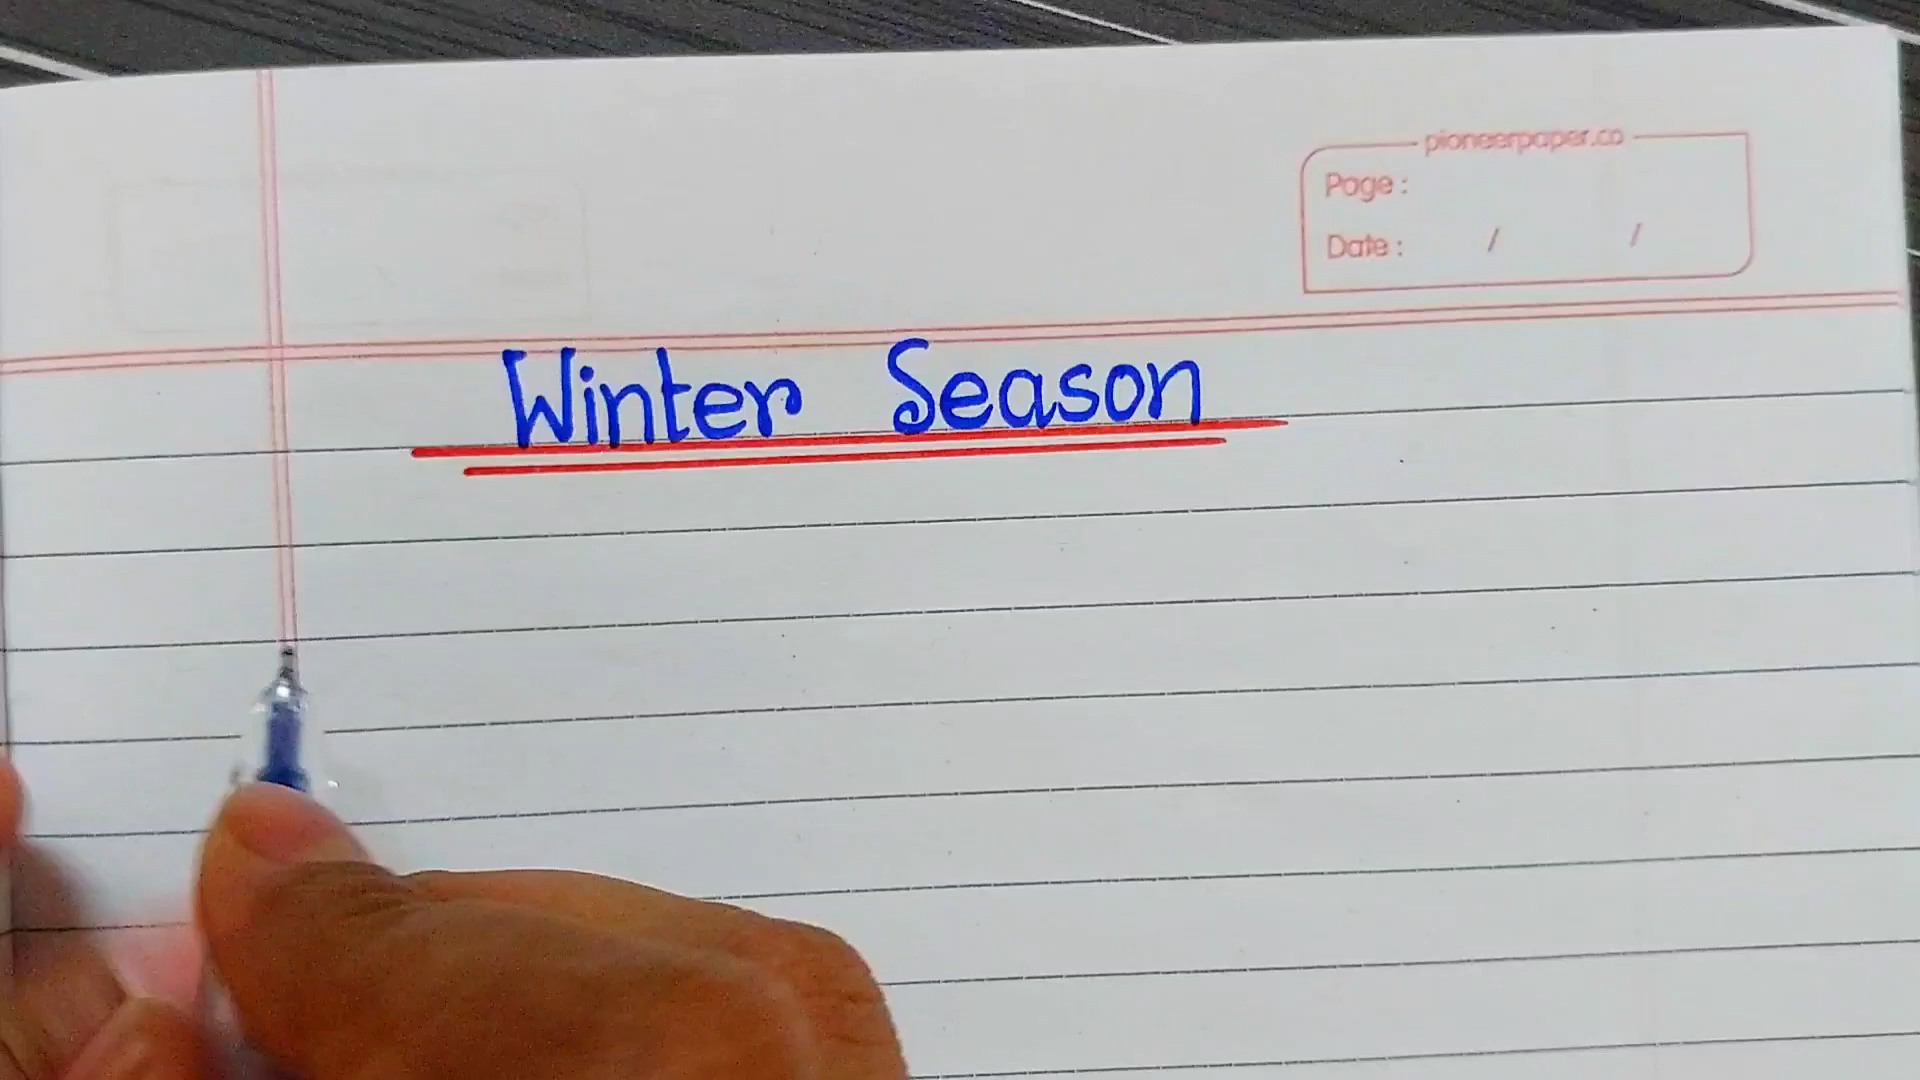 pioneerpaper.co
Page :
Date : / /
Winter Season